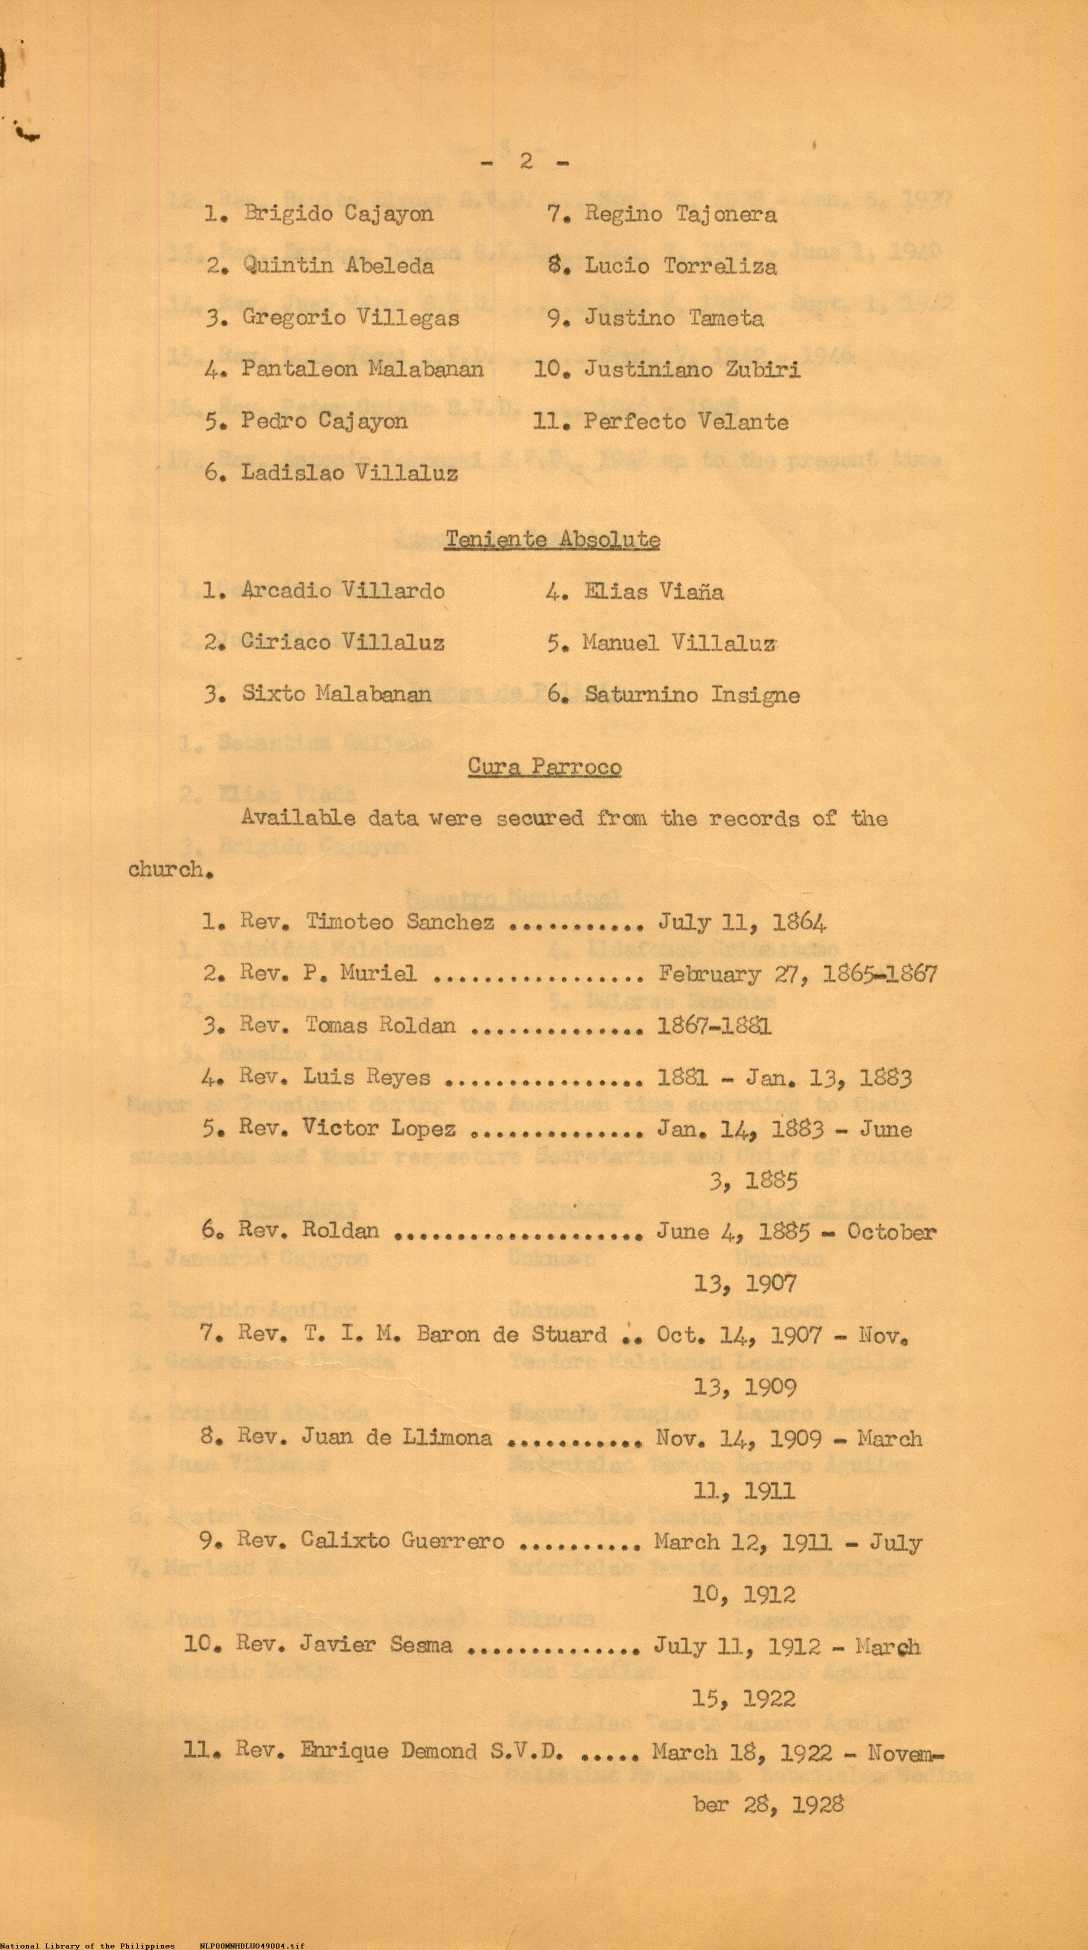 - 2 -
1. Brigido Cajayon 7. Regino Tajonera
2. Quintin Abeleda 8. Lucio Torreliza
3. Gregorio Villegas 9. Justino Tameta
4. Pantaleon Malabanan 10. Justiniano Zubiri
5. Pedro Cajayon 11. Perfecto Velante
6. Ladislao Villaluz
Teniente Absolute
1. Arcadio Villardo 4. Elias Viaña
2. Ciriaco Villaluz 5. Manuel Villaluz
3. Sixto Malabanan 6. Saturnino Insigne
Cura Parroco
Available data were secured from the records of the
church.
1. Rev. Timoteo Sanchez ........... July 11, 1864
2. Rev. P. Muriel ................. February 27, 1865-1867
3. Rev. Tomas Roldan .............. 1867-1881
4. Rev. Luis Reyes ................ 1881 - Jan. 13, 1883
5. Rev. Victor Lopez .............. Jan. 14, 1883 - June
3, 1885
6. Rev. Roldan .................... June 4, 1885 - October
13, 1907
7. Rev. T. I. M. Baron de Stuard .. Oct. 14, 1907 - Nov.
13, 1909
8. Rev. Juan de Llimona ........... Nov. 14, 1909 - March
11, 1911
9. Rev. Calixto Guerrero .......... March 12, 1911 - July
10, 1912
10. Rev. Javier Sesma .............. July 11, 1912 - March
15, 1922
11. Rev. Enrique Demond S.V.D. ..... March 18, 1922 - Novem-
ber 28, 1928
National Library of the Philippines NLPOOMNHDLU049004.tif